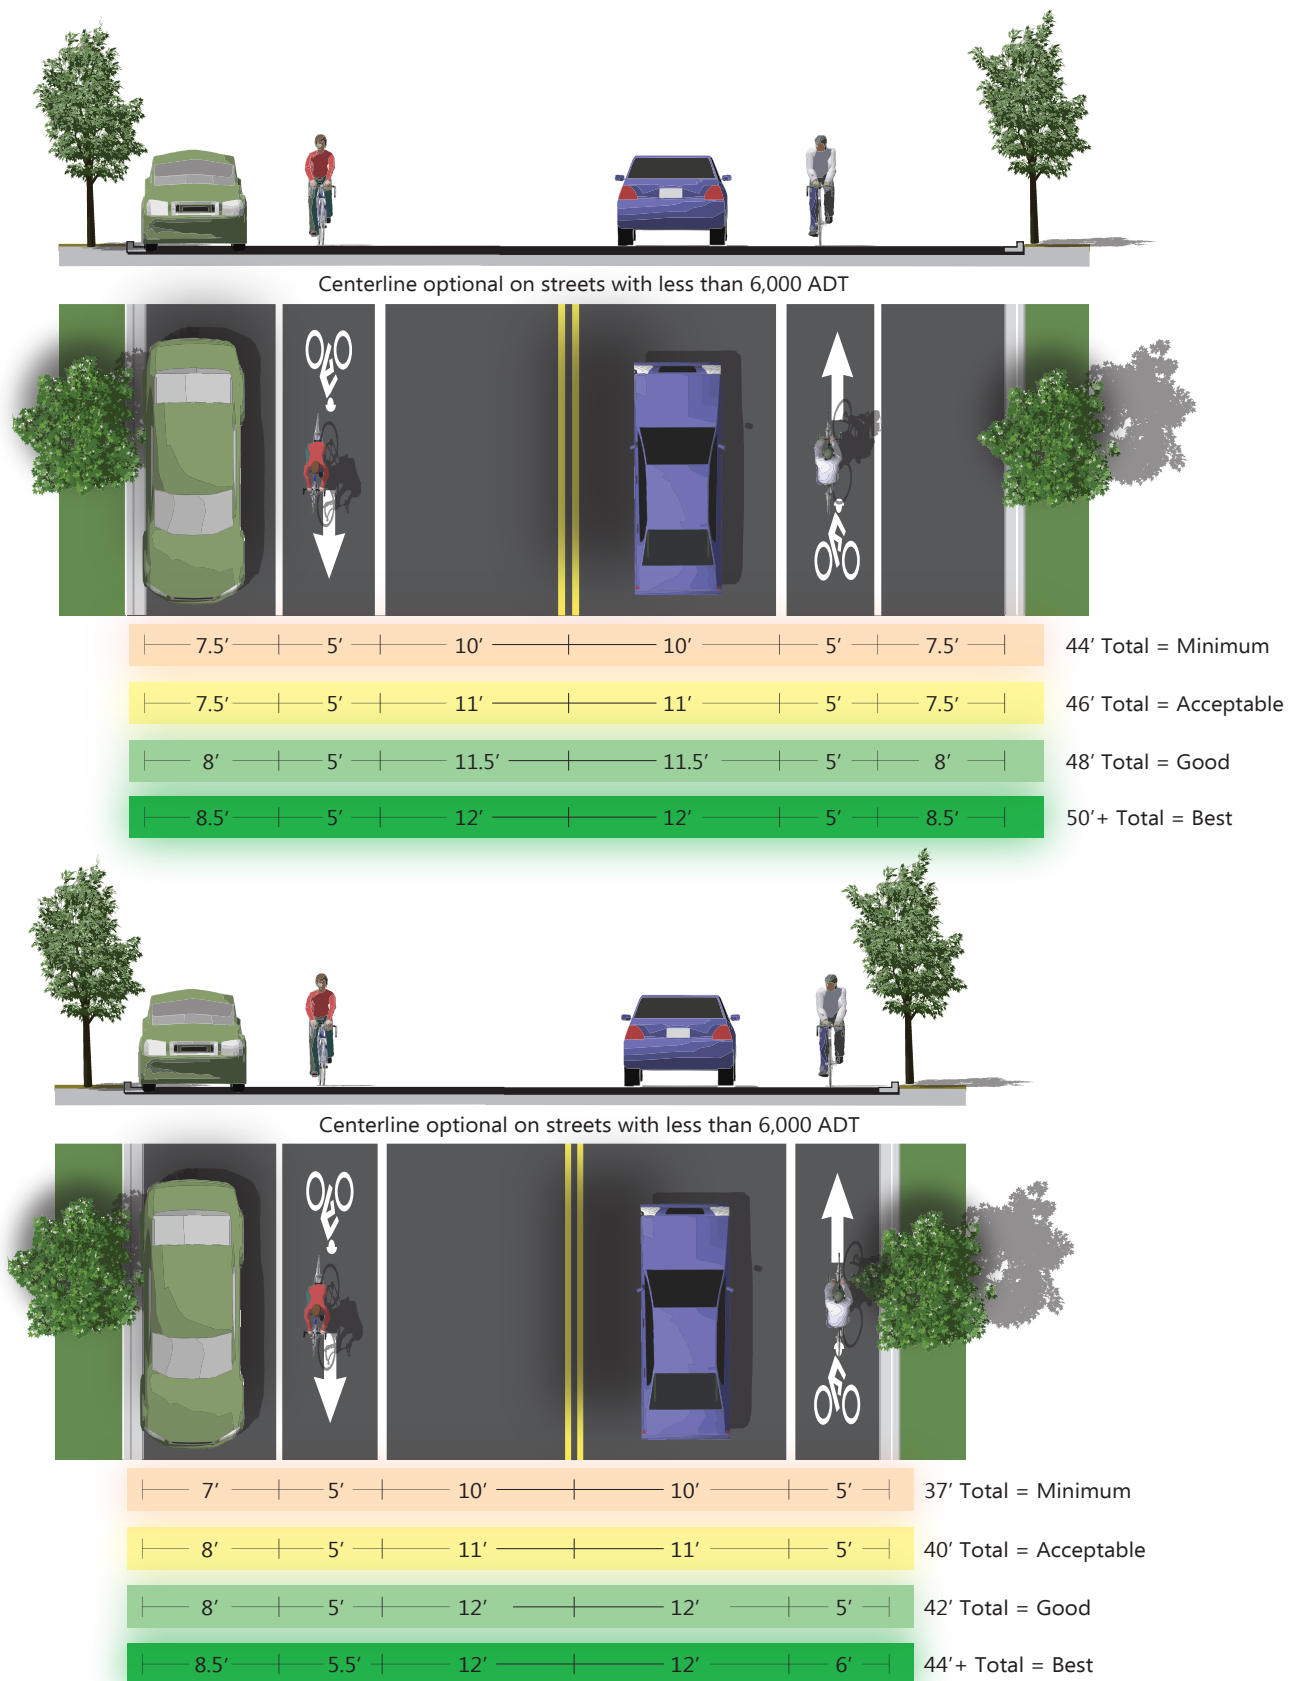 Centerline optional on streets with less than 6,000 ADT
7.5′ 5′ 10′ 10′ 5′ 7.5′ 44′ Total = Minimum
7.5′ 5′ 11′ 11′ 5′ 7.5′ 46′ Total = Acceptable
8′ 5′ 11.5′ 11.5′ 5′ 8′ 48′ Total = Good
8.5′ 5′ 12′ 12′ 5′ 8.5′ 50′+ Total = Best
Centerline optional on streets with less than 6,000 ADT
7′ 5′ 10′ 10′ 5′ 37′ Total = Minimum
8′ 5′ 11′ 11′ 5′ 40′ Total = Acceptable
8′ 5′ 12′ 12′ 5′ 42′ Total = Good
8.5′ 5.5′ 12′ 12′ 6′ 44′+ Total = Best